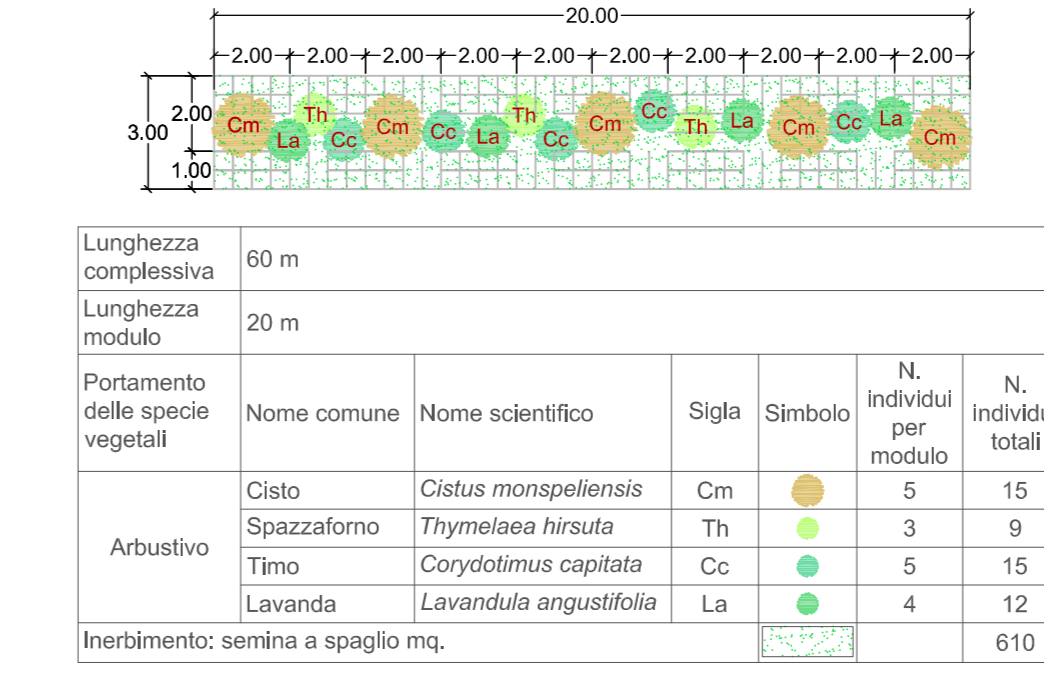 20.00
2.00 2.00 2.00 2.00 2.00 2.00 2.00 2.00 2.00 2.00
3.00
2.00
1.00
Cm La Th Cc Cm Cc La Th Cc Cm Cc Th La Cm Cc La Cm
Lunghezza
complessiva
60 m
Lunghezza
modulo
20 m
Portamento
delle specie
vegetali
Nome comune
Nome scientifico
Sigla
Simbolo
N.
individui
per
modulo
N.
individui
totali
Arbustivo
Cisto Cistus monspeliensis Cm 5 15
Spazzaforno Thymelaea hirsuta Th 3 9
Timo Corydotimus capitata Cc 5 15
Lavanda Lavandula angustifolia La 4 12
Inerbimento: semina a spaglio mq. 610